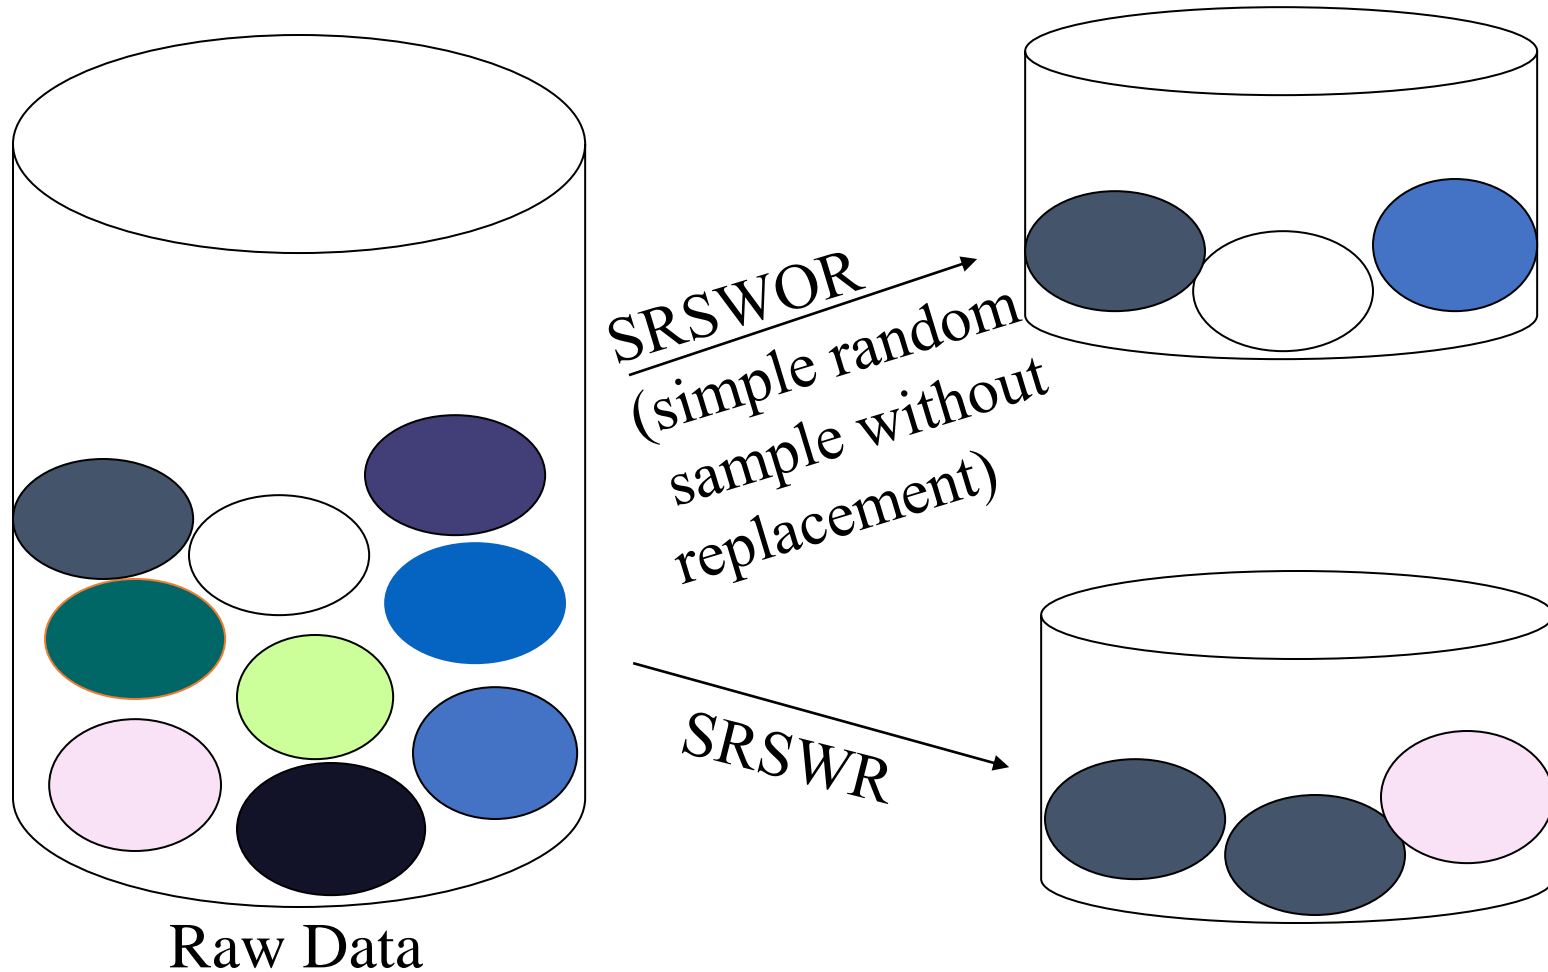 SRSWOR
(simple random
sample without
replacement)
SRSWR
Raw Data